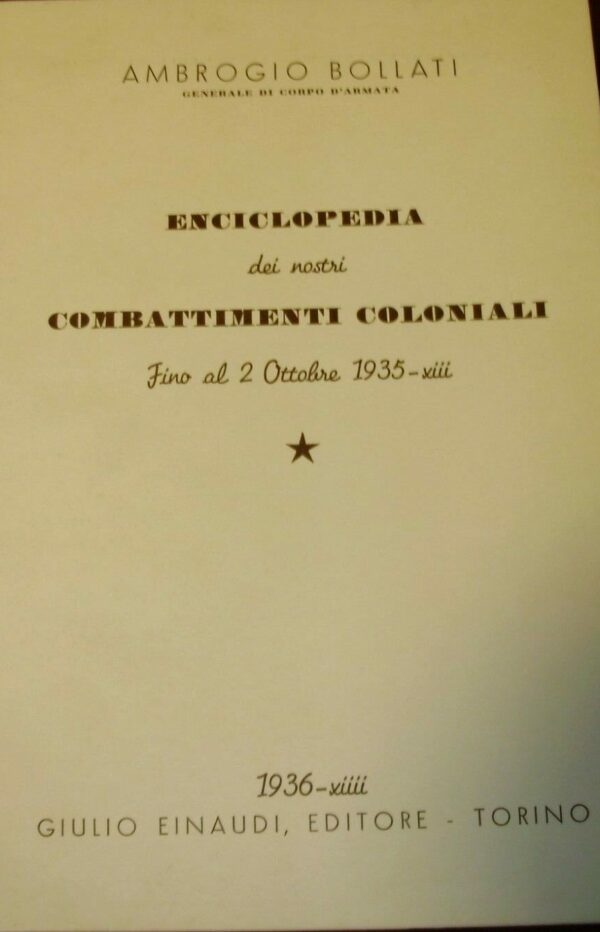 AMBROGIO BOLLATI
GENERALE DI CORPO D'ARMATA
ENCICLOPEDIA
dei nostri
COMBATTIMENTI COLONIALI
Fino al 2 Ottobre 1935-xiii
1936-xiiii
GIULIO EINAUDI, EDITORE - TORINO